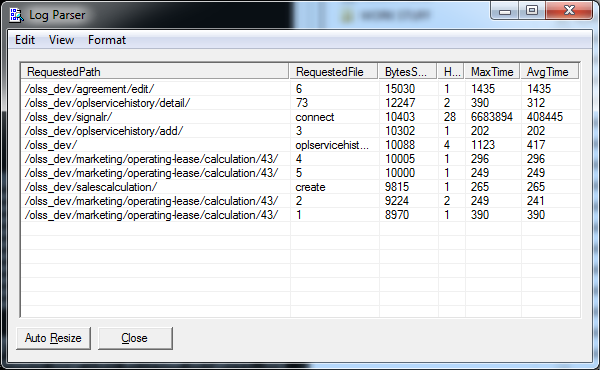 WORK STUFF
Log Parser
Edit View Format
RequestedPath RequestedFile BytesS... H... MaxTime AvgTime
/olss_dev/agreement/edit/ 6 15030 1 1435 1435
/olss_dev/oplservicehistory/detail/ 73 12247 2 390 312
/olss_dev/signalr/ connect 10403 28 6683894 408445
/olss_dev/oplservicehistory/add/ 3 10302 1 202 202
/olss_dev/ oplservicehist... 10088 4 1123 417
/olss_dev/marketing/operating-lease/calculation/43/ 4 10005 1 296 296
/olss_dev/marketing/operating-lease/calculation/43/ 5 10000 1 249 249
/olss_dev/salescalculation/ create 9815 1 265 265
/olss_dev/marketing/operating-lease/calculation/43/ 2 9224 2 249 241
/olss_dev/marketing/operating-lease/calculation/43/ 1 8970 1 390 390
Auto Resize Close